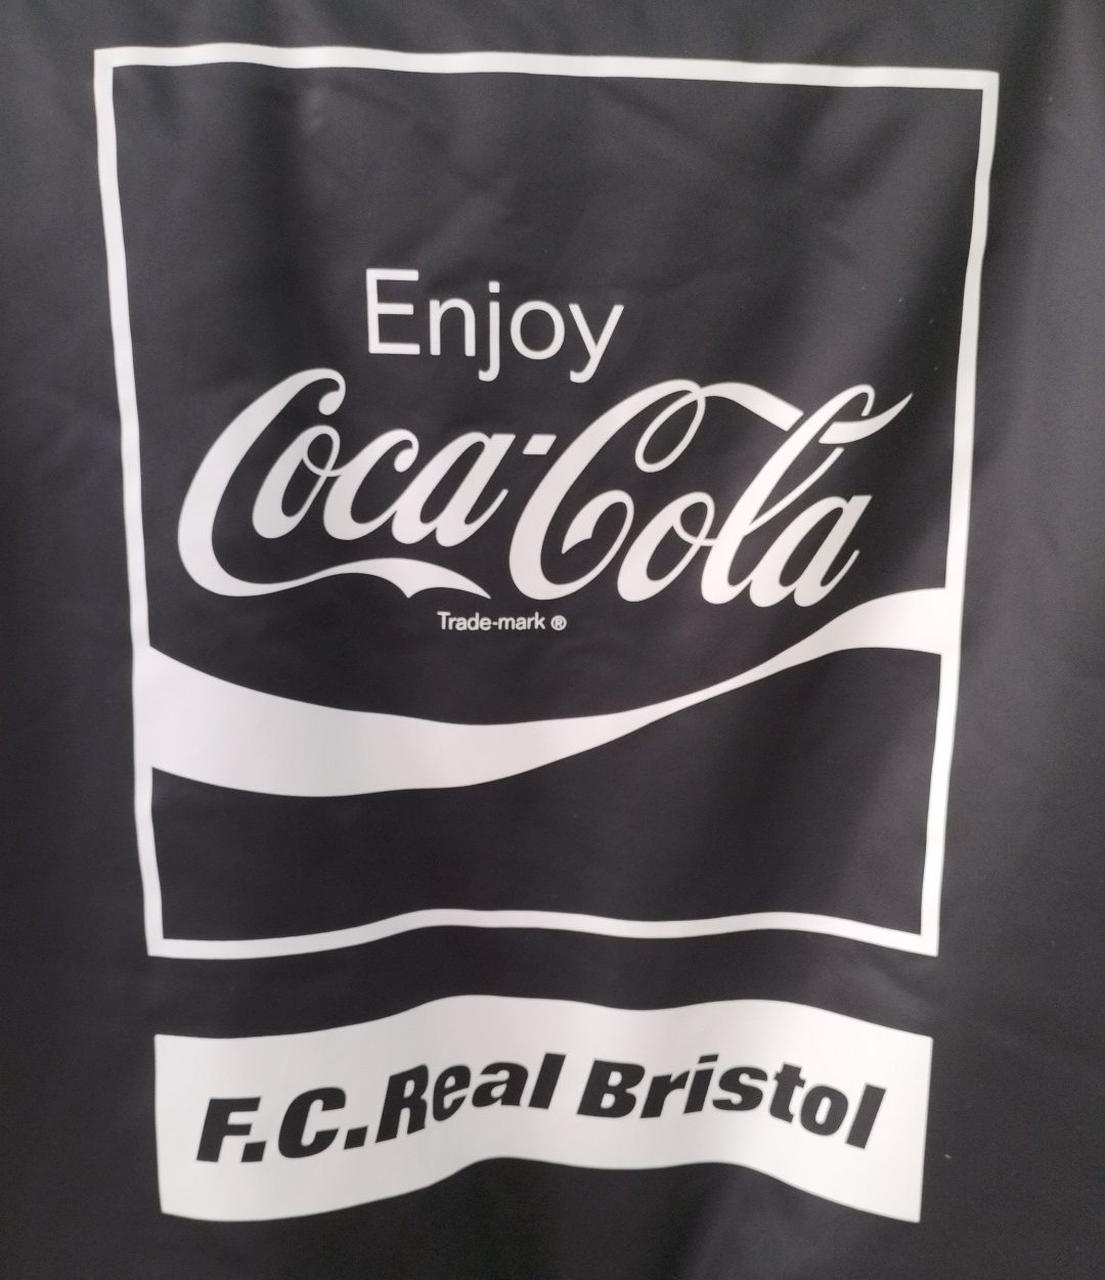 Enjoy
Coca-Cola
Trade-mark ®
F.C.Real Bristol